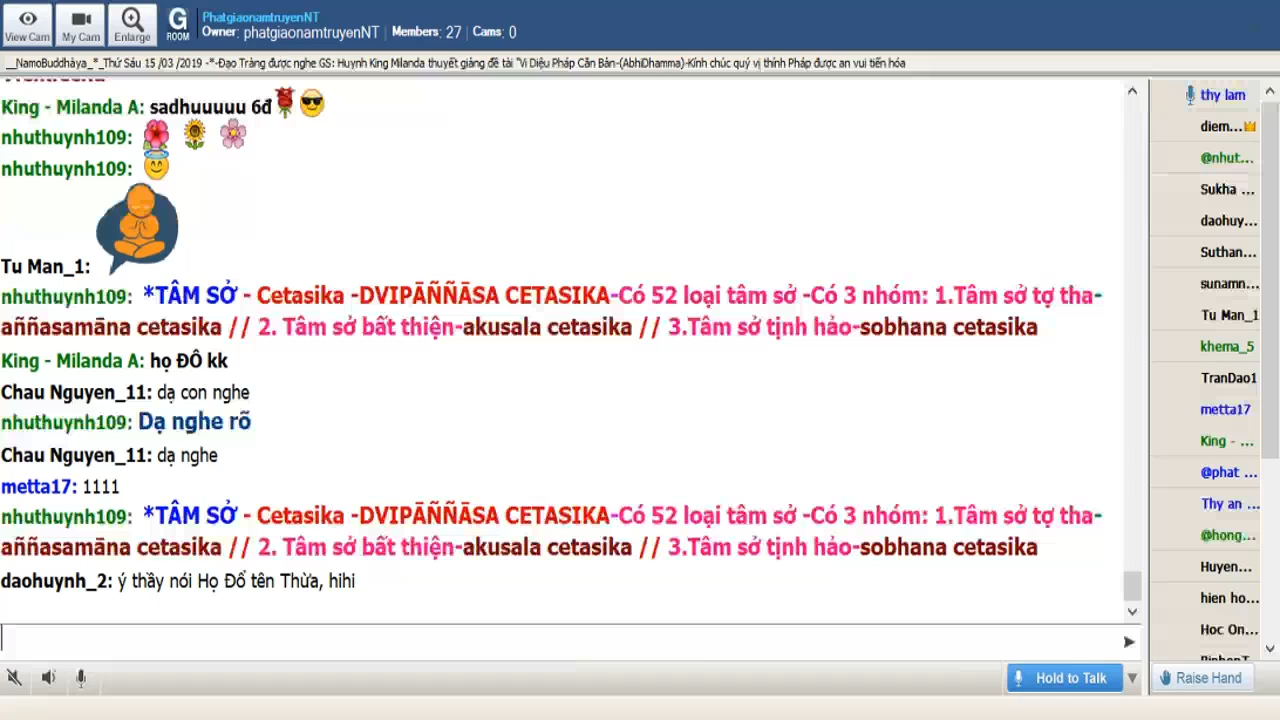 View Cam
My Cam
Enlarge
G
ROOM
PhatgiaonamtruyenNT
Owner: phatgiaonamtruyenNT | Members: 27 | Cams: 0
__NamoBuddhàya_*_Thứ Sáu 15 /03 /2019 -*-Đạo Tràng được nghe GS: Huỳnh King Milanda thuyết giảng đề tài "Vi Diệu Pháp Căn Bản-(AbhiDhamma)-Kính chúc quý vị thính Pháp được an vui tiến hóa
King - Milanda A: sadhuuuuu 6đ
nhuthuynh109:
nhuthuynh109:
Tu Man_1:
nhuthuynh109: *TÂM SỞ - Cetasika -DVIPĀÑÑĀSA CETASIKA-Có 52 loại tâm sở -Có 3 nhóm: 1.Tâm sở tợ tha-
aññasamāna cetasika // 2. Tâm sở bất thiện-akusala cetasika // 3.Tâm sở tịnh hảo-sobhana cetasika
King - Milanda A: họ ĐÔ kk
Chau Nguyen_11: dạ con nghe
nhuthuynh109: Dạ nghe rõ
Chau Nguyen_11: dạ nghe
metta17: 1111
nhuthuynh109: *TÂM SỞ - Cetasika -DVIPĀÑÑĀSA CETASIKA-Có 52 loại tâm sở -Có 3 nhóm: 1.Tâm sở tợ tha-
aññasamāna cetasika // 2. Tâm sở bất thiện-akusala cetasika // 3.Tâm sở tịnh hảo-sobhana cetasika
daohuynh_2: ý thầy nói Họ Đổ tên Thừa, hihi
thy lam
diem...
@nhut...
Sukha ...
daohuy...
Suthan...
sunamn...
Tu Man_1
khema_5
TranDao1
metta17
King - ...
@phat ...
Thy an ...
@hong...
Huyen...
hien ho...
Hoc On...
Hold to Talk
Raise Hand